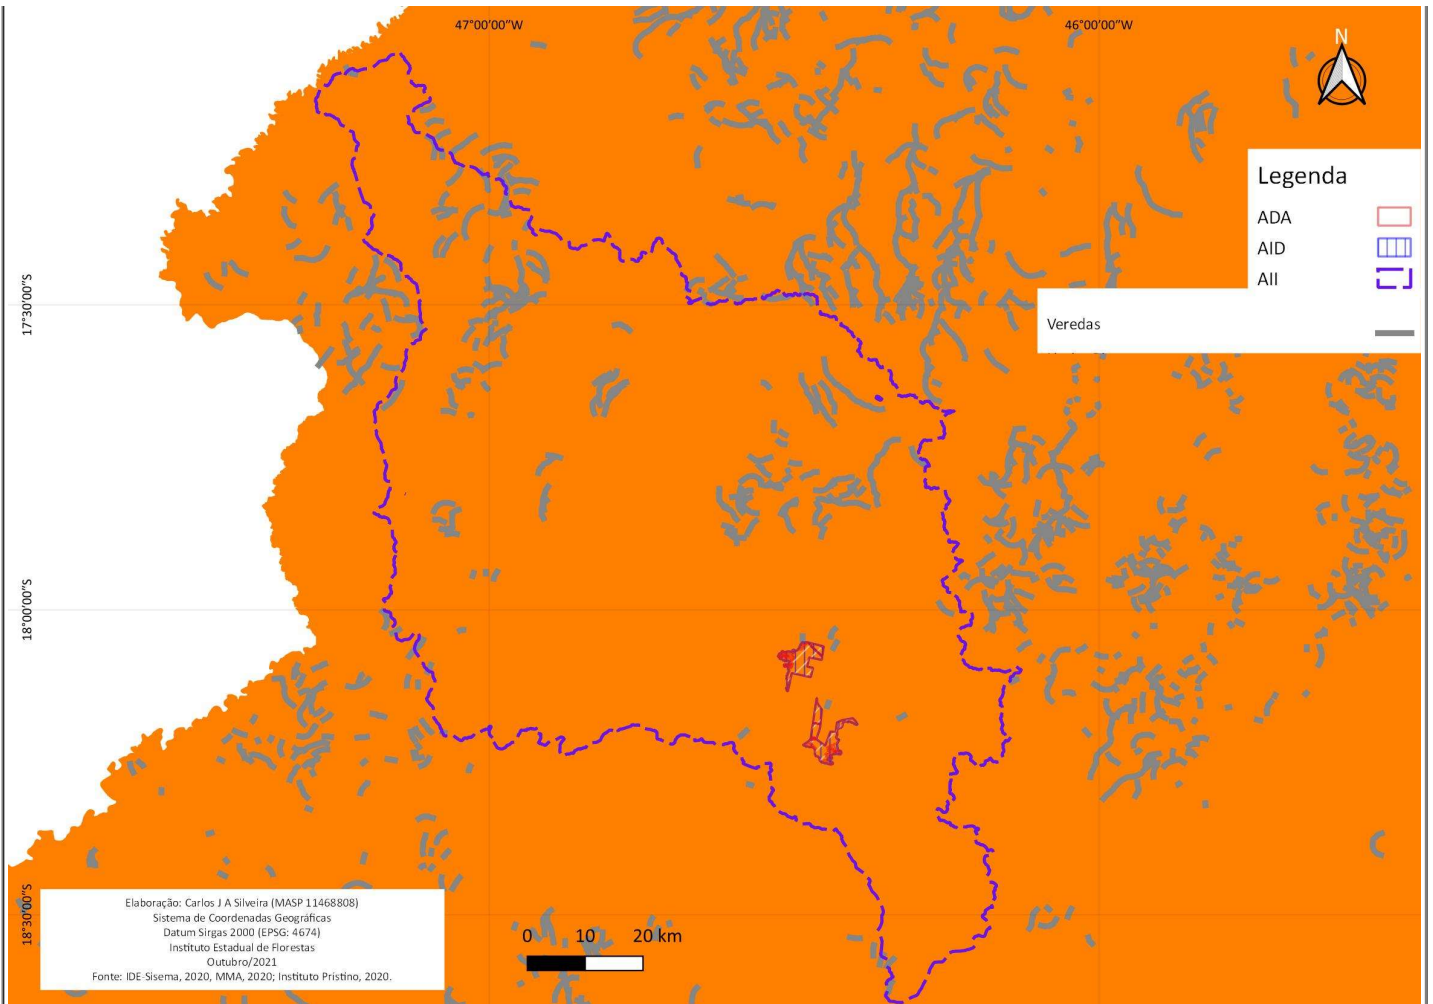 47°00'00"W
46°00'00"W
N
Legenda
ADA
AID
AII
17°30'00"S
Veredas
18°00'00"S
18°30'00"S
Elaboração: Carlos J A Silveira (MASP 11468808)
Sistema de Coordenadas Geográficas
Datum Sirgas 2000 (EPSG: 4674)
Instituto Estadual de Florestas
Outubro/2021
Fonte: IDE-Sisema, 2020, MMA, 2020; Instituto Pristino, 2020.
0 10 20 km